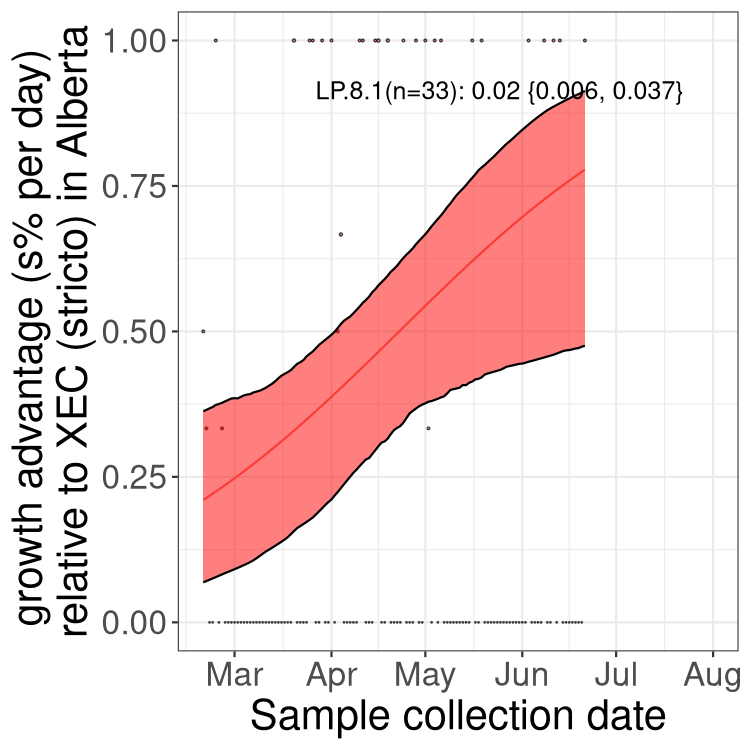 growth advantage (s% per day)
relative to XEC (stricto) in Alberta
1.00
0.75
0.50
0.25
0.00
LP.8.1(n=33): 0.02 {0.006, 0.037}
Mar Apr May Jun Jul Aug
Sample collection date